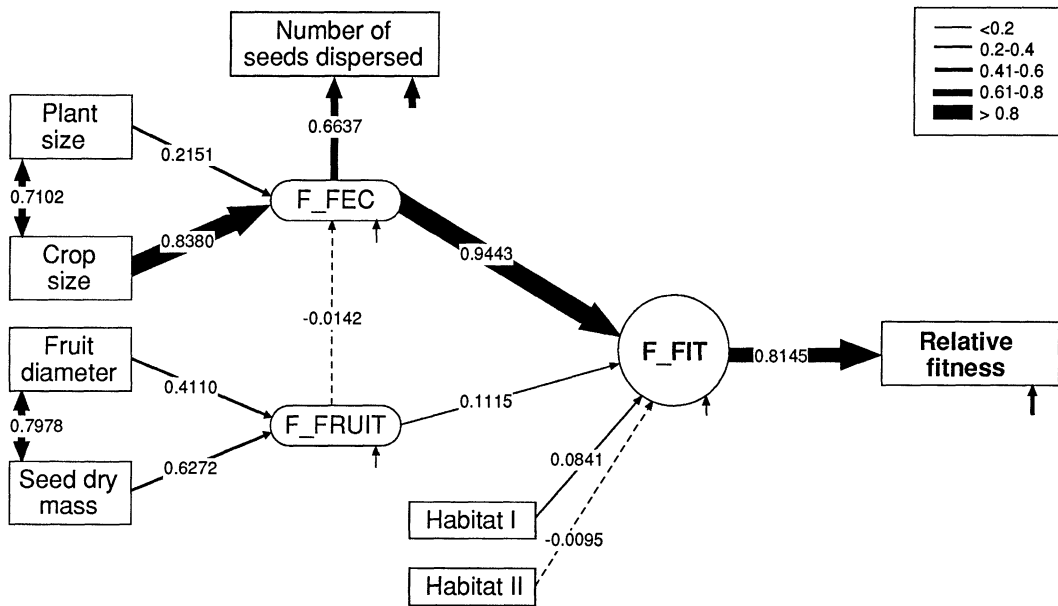 Number of
seeds dispersed
<0.2
0.2-0.4
0.41-0.6
0.61-0.8
> 0.8
Plant
size
0.6637
0.2151
0.7102
F_FEC
Crop
size
0.8380
0.9443
-0.0142
Fruit
diameter
F_FIT
0.8145
Relative
fitness
0.4110
0.1115
0.7978
F_FRUIT
Seed dry
mass
0.6272
0.0841
Habitat I
-0.0095
Habitat II